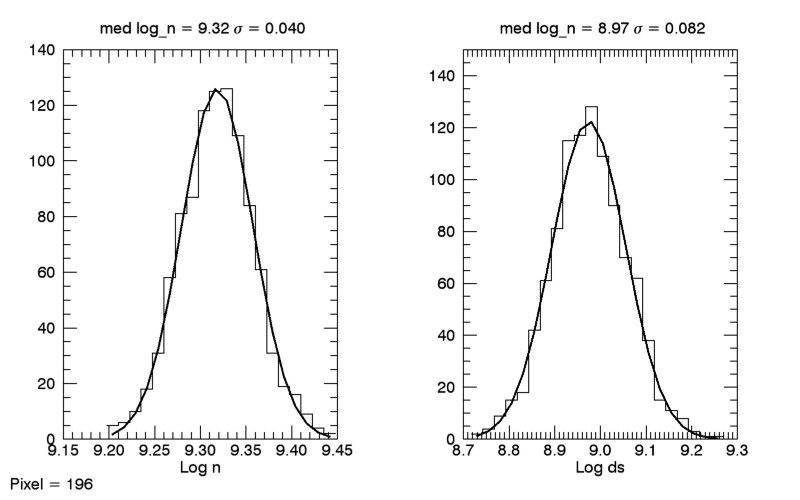 med log_n = 9.32 σ = 0.040
140
120
100
80
60
40
20
0
9.15 9.20 9.25 9.30 9.35 9.40 9.45
Log n
med log_n = 8.97 σ = 0.082
140
120
100
80
60
40
20
0
8.7 8.8 8.9 9.0 9.1 9.2 9.3
Log ds
Pixel = 196